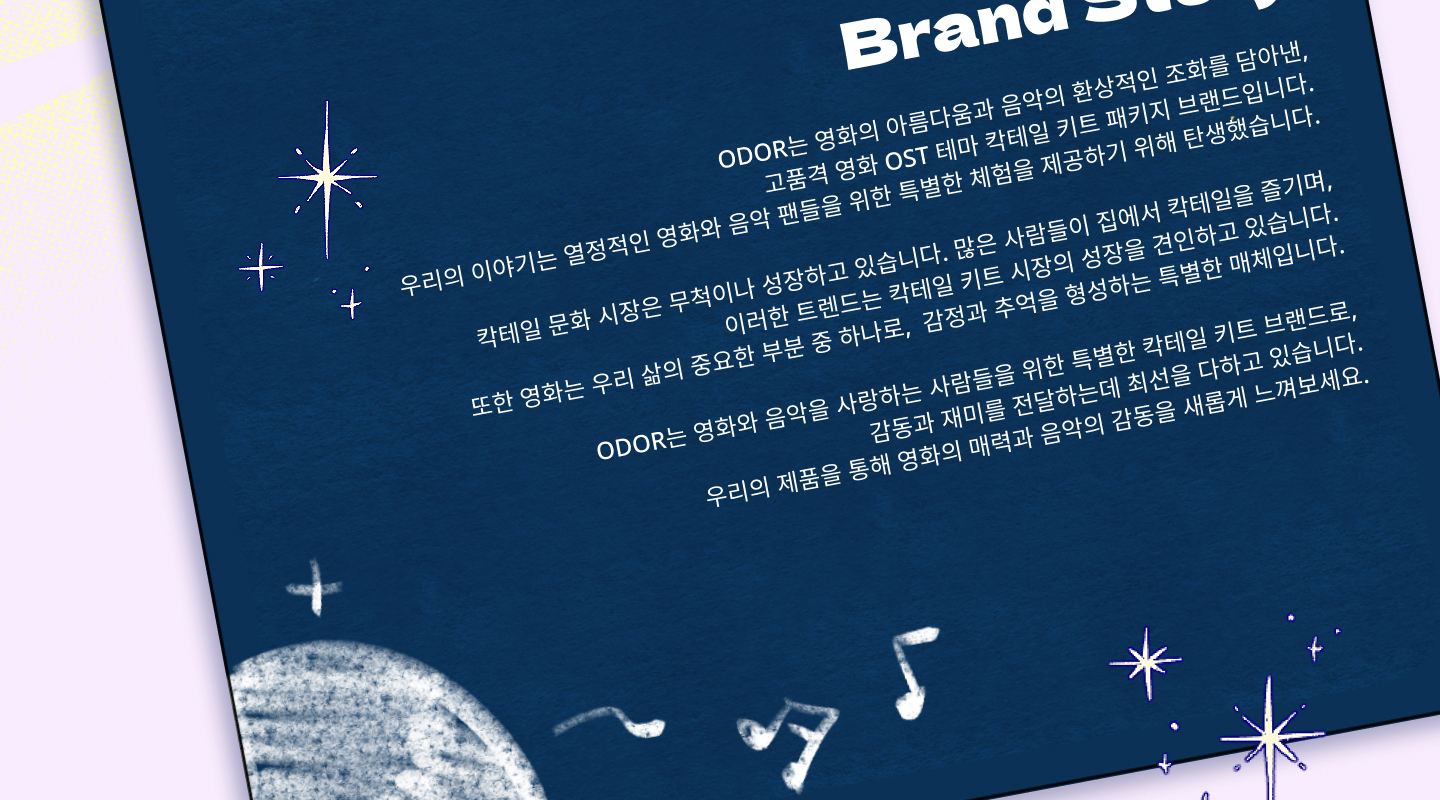 Brand Story
ODOR는 영화의 아름다움과 음악의 환상적인 조화를 담아낸,
고품격 영화 OST 테마 칵테일 키트 패키지 브랜드입니다.
우리의 이야기는 열정적인 영화와 음악 팬들을 위한 특별한 체험을 제공하기 위해 탄생했습니다.
칵테일 문화 시장은 무척이나 성장하고 있습니다. 많은 사람들이 집에서 칵테일을 즐기며,
이러한 트렌드는 칵테일 키트 시장의 성장을 견인하고 있습니다.
또한 영화는 우리 삶의 중요한 부분 중 하나로, 감정과 추억을 형성하는 특별한 매체입니다.
ODOR는 영화와 음악을 사랑하는 사람들을 위한 특별한 칵테일 키트 브랜드로,
감동과 재미를 전달하는데 최선을 다하고 있습니다.
우리의 제품을 통해 영화의 매력과 음악의 감동을 새롭게 느껴보세요.